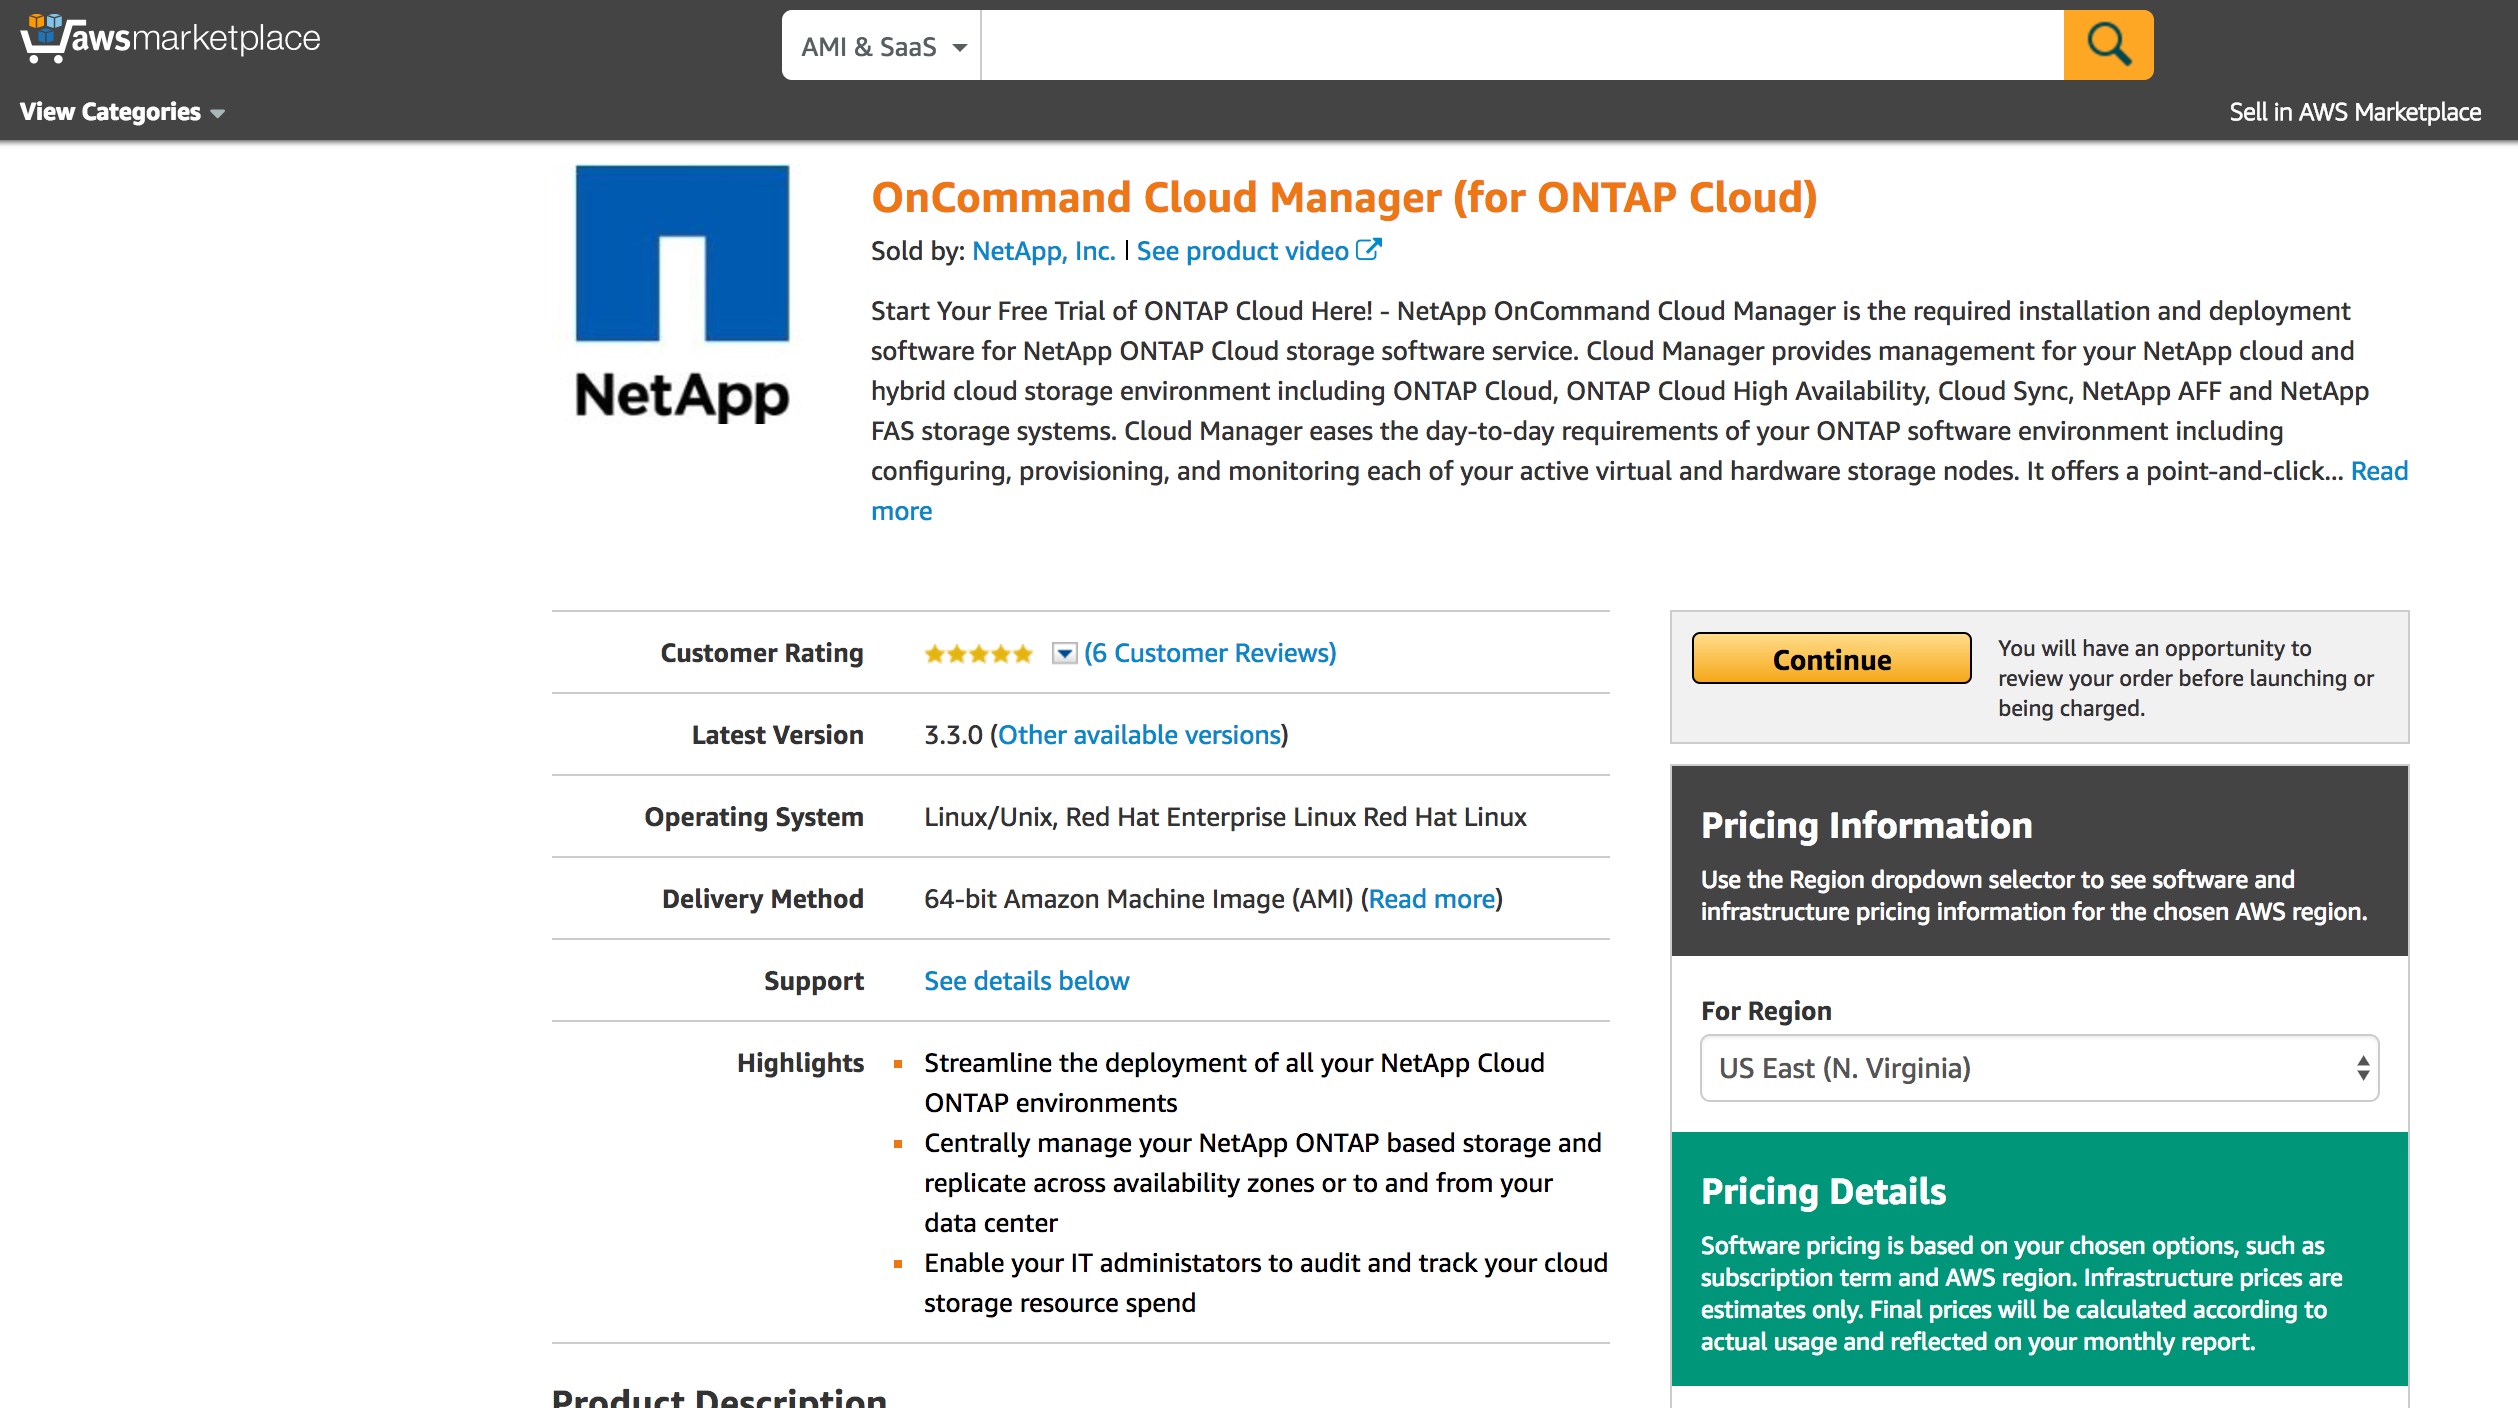 awsmarketplace
AMI & SaaS
View Categories
Sell in AWS Marketplace
NetApp
OnCommand Cloud Manager (for ONTAP Cloud)
Sold by: NetApp, Inc. | See product video
Start Your Free Trial of ONTAP Cloud Here! - NetApp OnCommand Cloud Manager is the required installation and deployment
software for NetApp ONTAP Cloud storage software service. Cloud Manager provides management for your NetApp cloud and
hybrid cloud storage environment including ONTAP Cloud, ONTAP Cloud High Availability, Cloud Sync, NetApp AFF and NetApp
FAS storage systems. Cloud Manager eases the day-to-day requirements of your ONTAP software environment including
configuring, provisioning, and monitoring each of your active virtual and hardware storage nodes. It offers a point-and-click... Read
more
Customer Rating
(6 Customer Reviews)
Latest Version
3.3.0 (Other available versions)
Operating System
Linux/Unix, Red Hat Enterprise Linux Red Hat Linux
Delivery Method
64-bit Amazon Machine Image (AMI) (Read more)
Support
See details below
Highlights
Streamline the deployment of all your NetApp Cloud
ONTAP environments
Centrally manage your NetApp ONTAP based storage and
replicate across availability zones or to and from your
data center
Enable your IT administators to audit and track your cloud
storage resource spend
Product Description
Continue
You will have an opportunity to
review your order before launching or
being charged.
Pricing Information
Use the Region dropdown selector to see software and
infrastructure pricing information for the chosen AWS region.
For Region
US East (N. Virginia)
Pricing Details
Software pricing is based on your chosen options, such as
subscription term and AWS region. Infrastructure prices are
estimates only. Final prices will be calculated according to
actual usage and reflected on your monthly report.